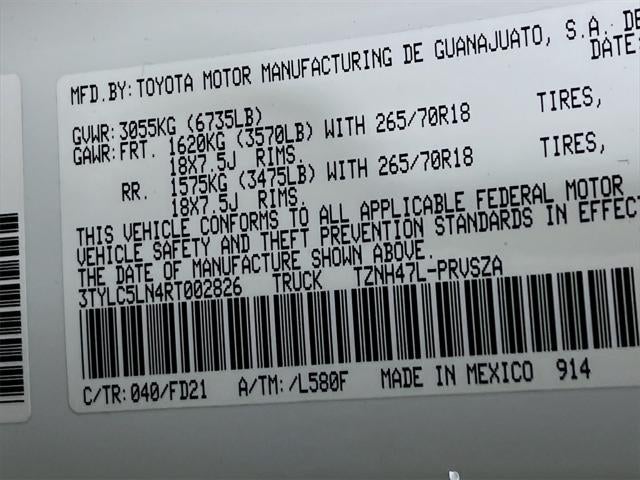 MFD.BY:TOYOTA MOTOR MANUFACTURING DE GUANAJUATO, S.A. DE
DATE:
GVWR:3055KG (6735LB)
GAWR:FRT. 1620KG (3570LB) WITH 265/70R18 TIRES,
18X7.5J RIMS.
RR. 1575KG (3475LB) WITH 265/70R18 TIRES,
18X7.5J RIMS.
THIS VEHICLE CONFORMS TO ALL APPLICABLE FEDERAL MOTOR
VEHICLE SAFETY AND THEFT PREVENTION STANDARDS IN EFFECT
THE DATE OF MANUFACTURE SHOWN ABOVE.
3TYLC5LN4RT002826 TRUCK TZNH47L-PRVSZA
C/TR:040/FD21 A/TM:/L580F MADE IN MEXICO 914